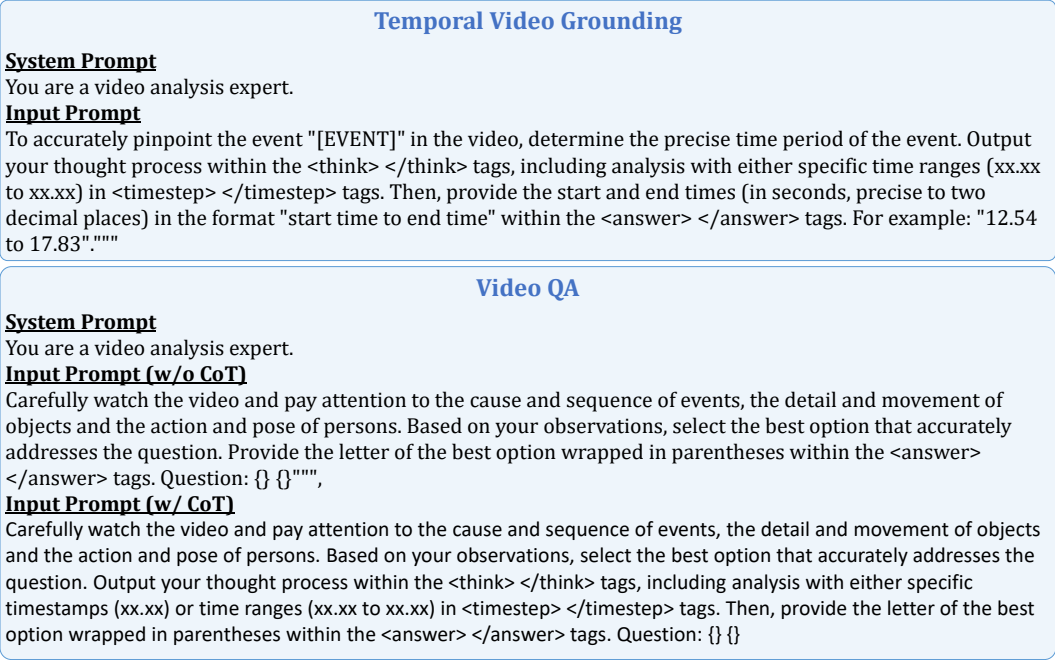 Temporal Video Grounding
System Prompt
You are a video analysis expert.
Input Prompt
To accurately pinpoint the event "[EVENT]" in the video, determine the precise time period of the event. Output
your thought process within the <think> </think> tags, including analysis with either specific time ranges (xx.xx
to xx.xx) in <timestep> </timestep> tags. Then, provide the start and end times (in seconds, precise to two
decimal places) in the format "start time to end time" within the <answer> </answer> tags. For example: "12.54
to 17.83"."""
Video QA
System Prompt
You are a video analysis expert.
Input Prompt (w/o CoT)
Carefully watch the video and pay attention to the cause and sequence of events, the detail and movement of
objects and the action and pose of persons. Based on your observations, select the best option that accurately
addresses the question. Provide the letter of the best option wrapped in parentheses within the <answer>
</answer> tags. Question: {} {}""",
Input Prompt (w/ CoT)
Carefully watch the video and pay attention to the cause and sequence of events, the detail and movement of objects
and the action and pose of persons. Based on your observations, select the best option that accurately addresses the
question. Output your thought process within the <think> </think> tags, including analysis with either specific
timestamps (xx.xx) or time ranges (xx.xx to xx.xx) in <timestep> </timestep> tags. Then, provide the letter of the best
option wrapped in parentheses within the <answer> </answer> tags. Question: {} {}